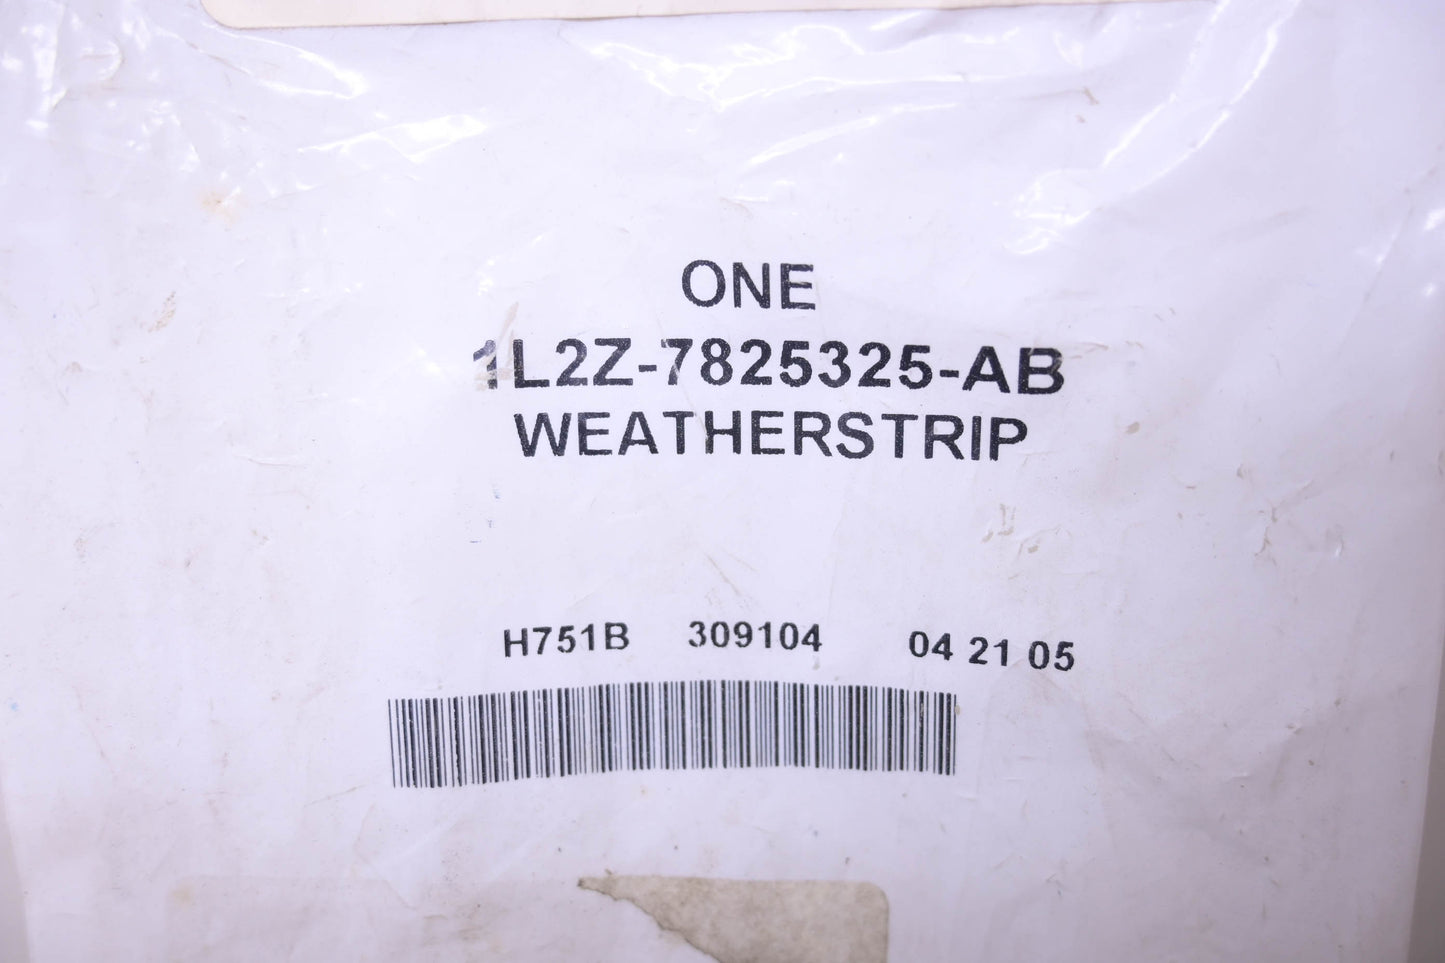 ONE
1L2Z-7825325-AB
WEATHERSTRIP
H751B 309104 04 21 05